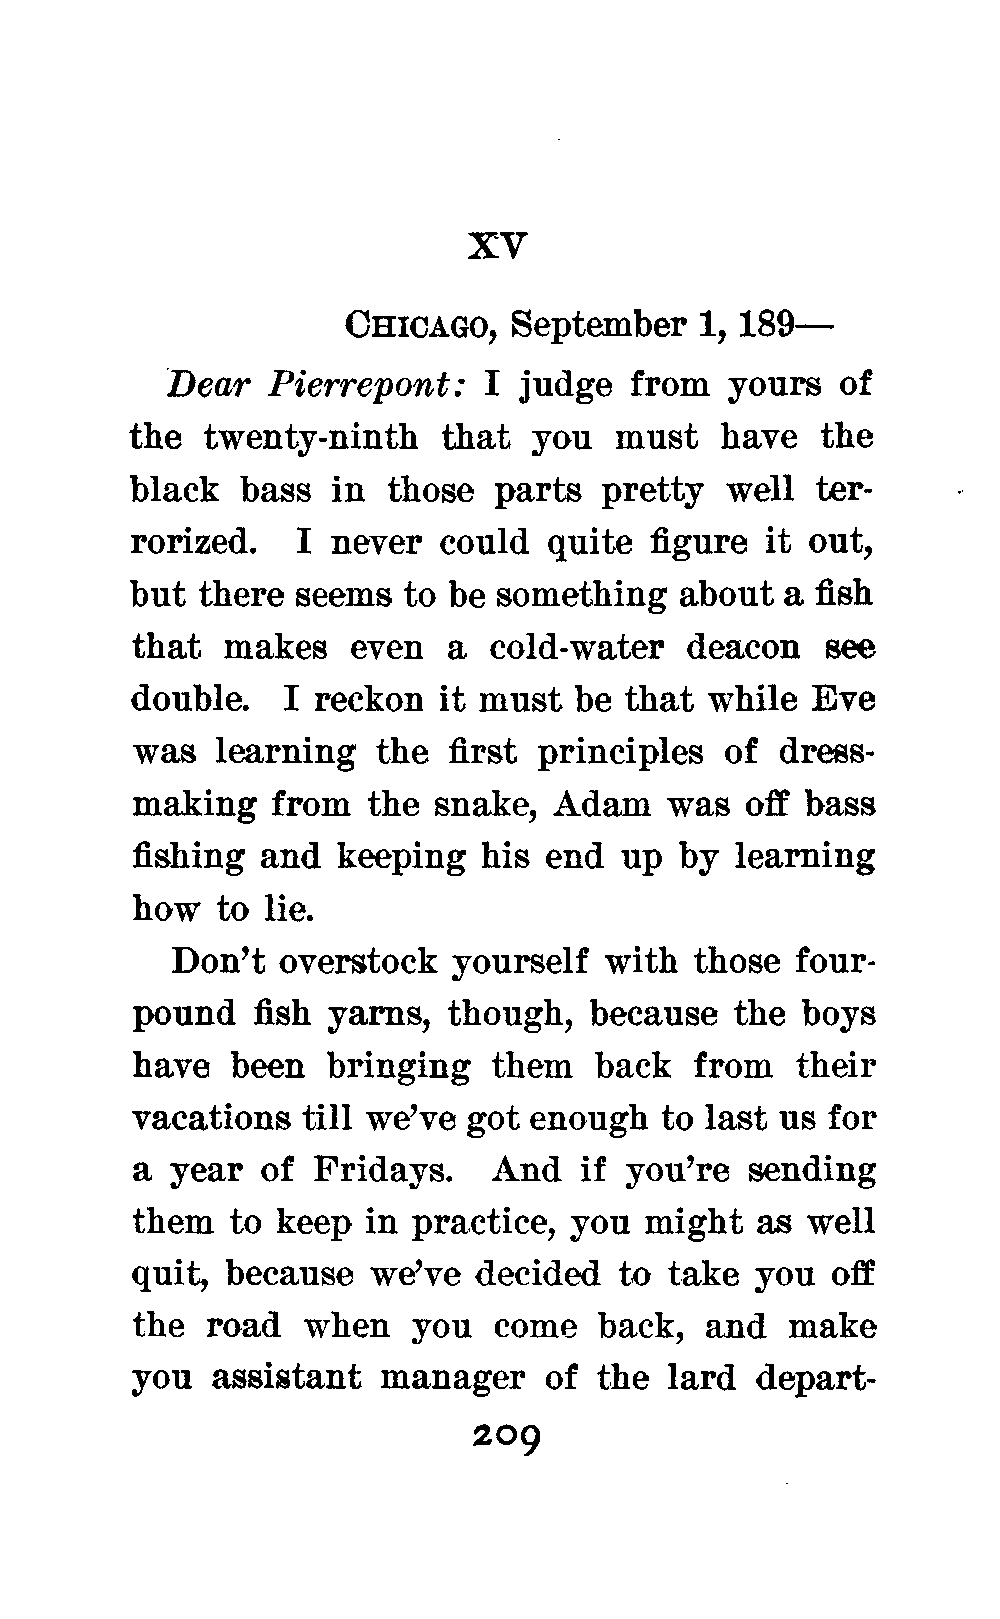 XV
CHICAGO, September 1, 189—
Dear Pierrepont: I judge from yours of
the twenty-ninth that you must have the
black bass in those parts pretty well ter-
rorized. I never could quite figure it out,
but there seems to be something about a fish
that makes even a cold-water deacon see
double. I reckon it must be that while Eve
was learning the first principles of dress-
making from the snake, Adam was off bass
fishing and keeping his end up by learning
how to lie.
Don't overstock yourself with those four-
pound fish yarns, though, because the boys
have been bringing them back from their
vacations till we've got enough to last us for
a year of Fridays. And if you're sending
them to keep in practice, you might as well
quit, because we've decided to take you off
the road when you come back, and make
you assistant manager of the lard depart-
209